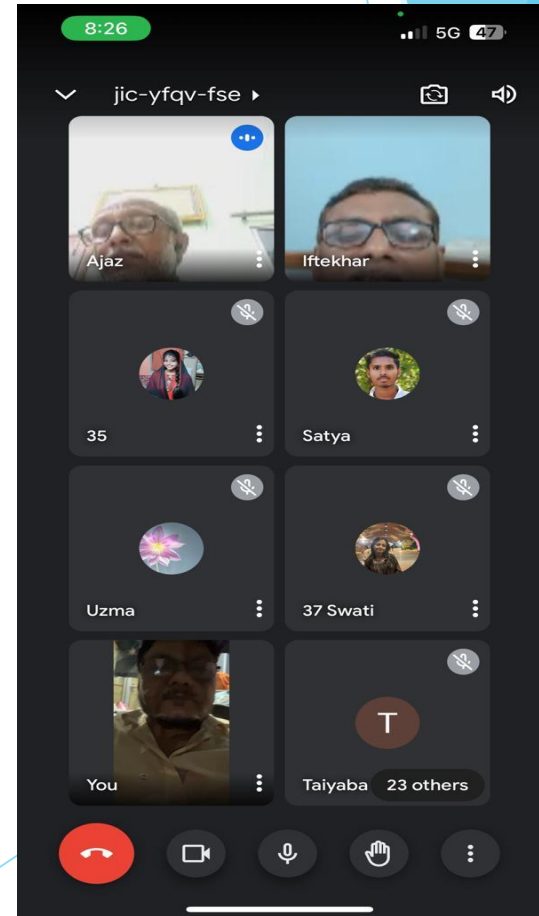 8:26 5G 47
jic-yfqv-fse
Ajaz Iftekhar
35 Satya
Uzma 37 Swati
T
You Taiyaba 23 others